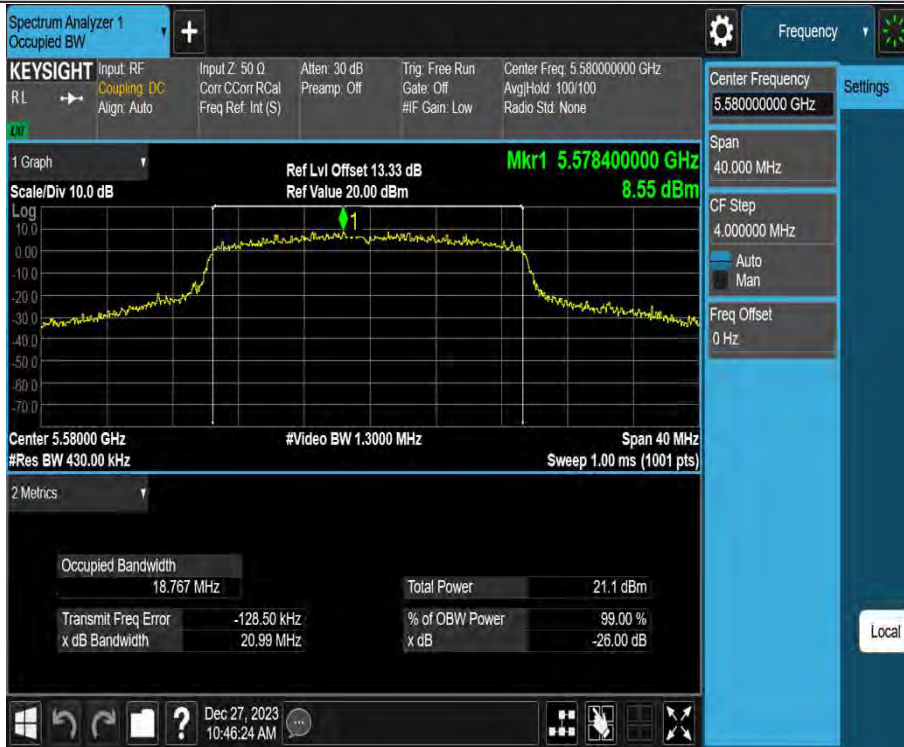 Spectrum Analyzer 1
Occupied BW
+
Frequency
KEYSIGHT
RL
LXI
Input: RF
Coupling: DC
Align: Auto
Input Z: 50 Ω
Corr CCorr RCal
Freq Ref: Int (S)
Atten: 30 dB
Preamp: Off
Trig: Free Run
Gate: Off
#IF Gain: Low
Center Freq: 5.580000000 GHz
Avg|Hold: 100/100
Radio Std: None
Center Frequency
5.580000000 GHz
Settings
Span
40.000 MHz
CF Step
4.000000 MHz
Auto
Man
Freq Offset
0 Hz
Local
1 Graph
Scale/Div 10.0 dB
Ref Lvl Offset 13.33 dB
Ref Value 20.00 dBm
Mkr1 5.578400000 GHz
8.55 dBm
Log
10.0
0.00
-10.0
-20.0
-30.0
-40.0
-50.0
-60.0
-70.0
1
Center 5.58000 GHz
#Res BW 430.00 kHz
#Video BW 1.3000 MHz
Span 40 MHz
Sweep 1.00 ms (1001 pts)
2 Metrics
Occupied Bandwidth
18.767 MHz
Total Power 21.1 dBm
Transmit Freq Error -128.50 kHz
% of OBW Power 99.00 %
x dB Bandwidth 20.99 MHz
x dB -26.00 dB
?
Dec 27, 2023
10:46:24 AM